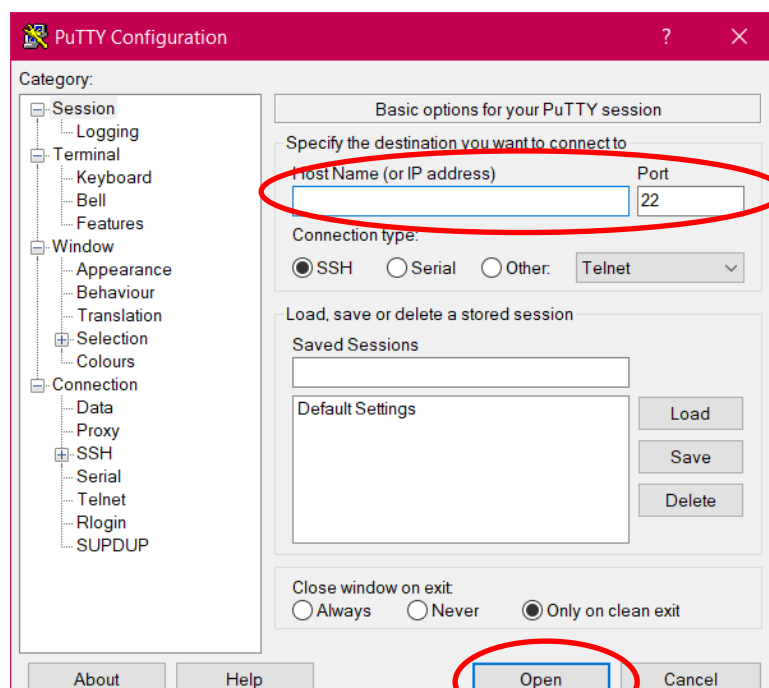 PuTTY Configuration ? ×
Category:
Session
Logging
Terminal
Keyboard
Bell
Features
Window
Appearance
Behaviour
Translation
Selection
Colours
Connection
Data
Proxy
SSH
Serial
Telnet
Rlogin
SUPDUP
Basic options for your PuTTY session
Specify the destination you want to connect to
Host Name (or IP address) Port
22
Connection type:
SSH Serial Other: Telnet
Load, save or delete a stored session
Saved Sessions
Default Settings
Load
Save
Delete
Close window on exit:
Always Never Only on clean exit
About Help Open Cancel